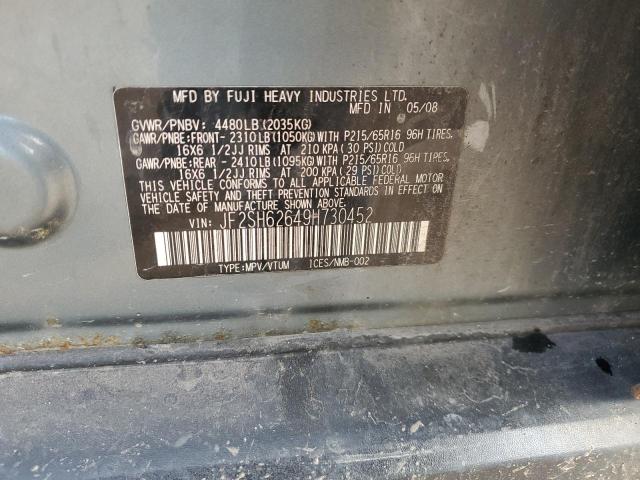 MFD BY FUJI HEAVY INDUSTRIES LTD.
MFD IN 05/08
GVWR/PNBV: 4480LB(2035KG)
GAWR/PNBE:FRONT-2310LB(1050KG)WITH P215/65R16 96H TIRES,
16X6 1/2JJ RIMS AT 210 KPA(30 PSI)COLD
GAWR/PNBE:REAR -2410LB(1095KG)WITH P215/65R16 96H TIRES,
16X6 1/2JJ RIMS AT 200 KPA(29 PSI)COLD
THIS VEHICLE CONFORMS TO ALL APPLICABLE FEDERAL MOTOR
VEHICLE SAFETY AND THEFT PREVENTION STANDARDS IN EFFECT
ON THE DATE OF MANUFACTURE SHOWN ABOVE.
VIN: JF2SH62649H730452
TYPE:MPV/VTUM ICES/NMB-002